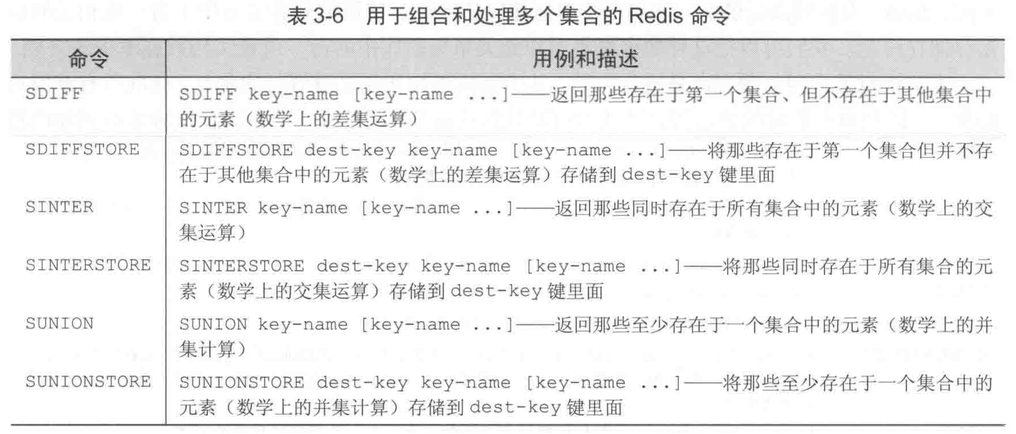 表 3-6 用于组合和处理多个集合的 Redis 命令
命令 用例和描述
SDIFF SDIFF key-name [key-name ...]——返回那些存在于第一个集合、但不存在于其他集合中
的元素（数学上的差集运算）
SDIFFSTORE SDIFFSTORE dest-key key-name [key-name ...]——将那些存在于第一个集合但并不存
在于其他集合中的元素（数学上的差集运算）存储到 dest-key 键里面
SINTER SINTER key-name [key-name ...]——返回那些同时存在于所有集合中的元素（数学上的交
集运算）
SINTERSTORE SINTERSTORE dest-key key-name [key-name ...]——将那些同时存在于所有集合的元
素（数学上的交集运算）存储到 dest-key 键里面
SUNION SUNION key-name [key-name ...]——返回那些至少存在于一个集合中的元素（数学上的并
集计算）
SUNIONSTORE SUNIONSTORE dest-key key-name [key-name ...]——将那些至少存在于一个集合中的
元素（数学上的并集计算）存储到 dest-key 键里面